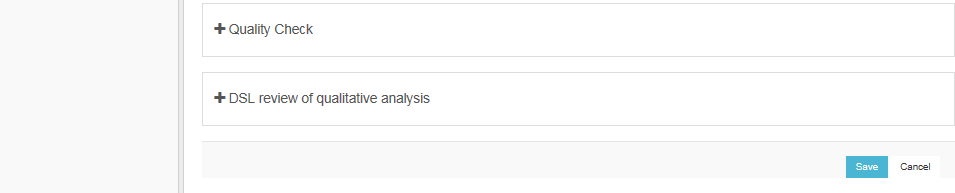 Quality Check
DSL review of qualitative analysis
Save Cancel